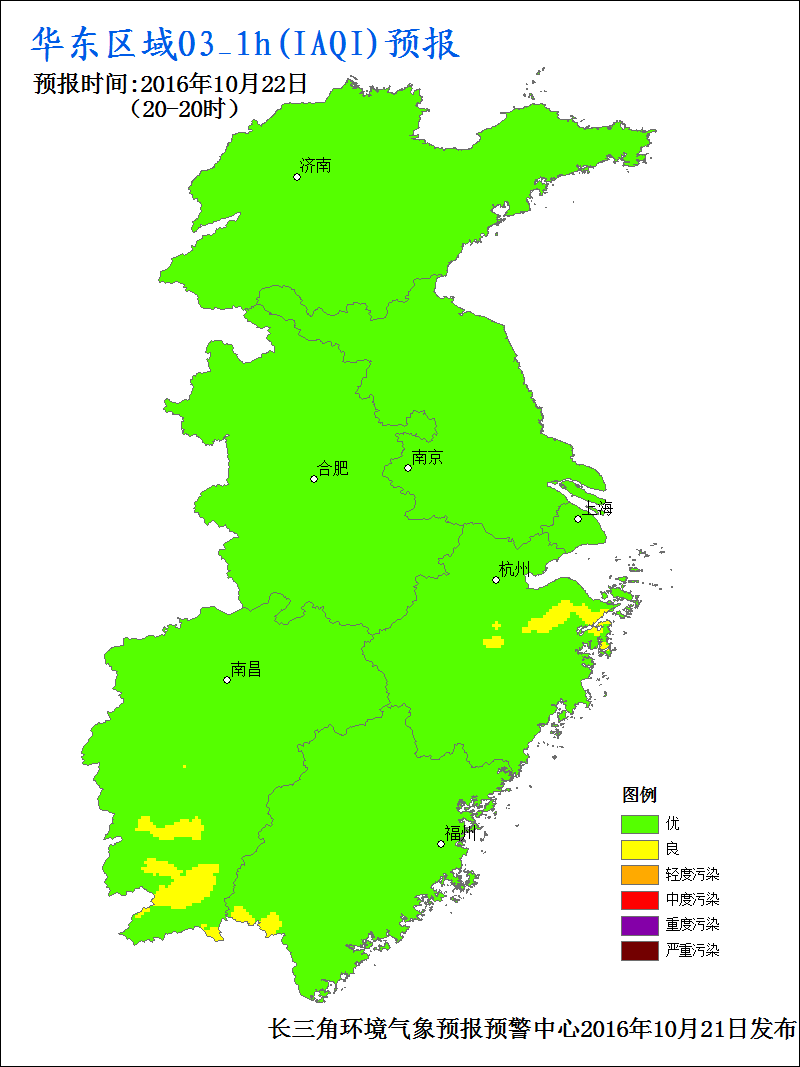 华东区域O3_1h(IAQI)预报
预报时间:2016年10月22日
(20-20时)
济南
合肥
南京
上海
杭州
南昌
福州
图例
优
良
轻度污染
中度污染
重度污染
严重污染
长三角环境气象预报预警中心2016年10月21日发布